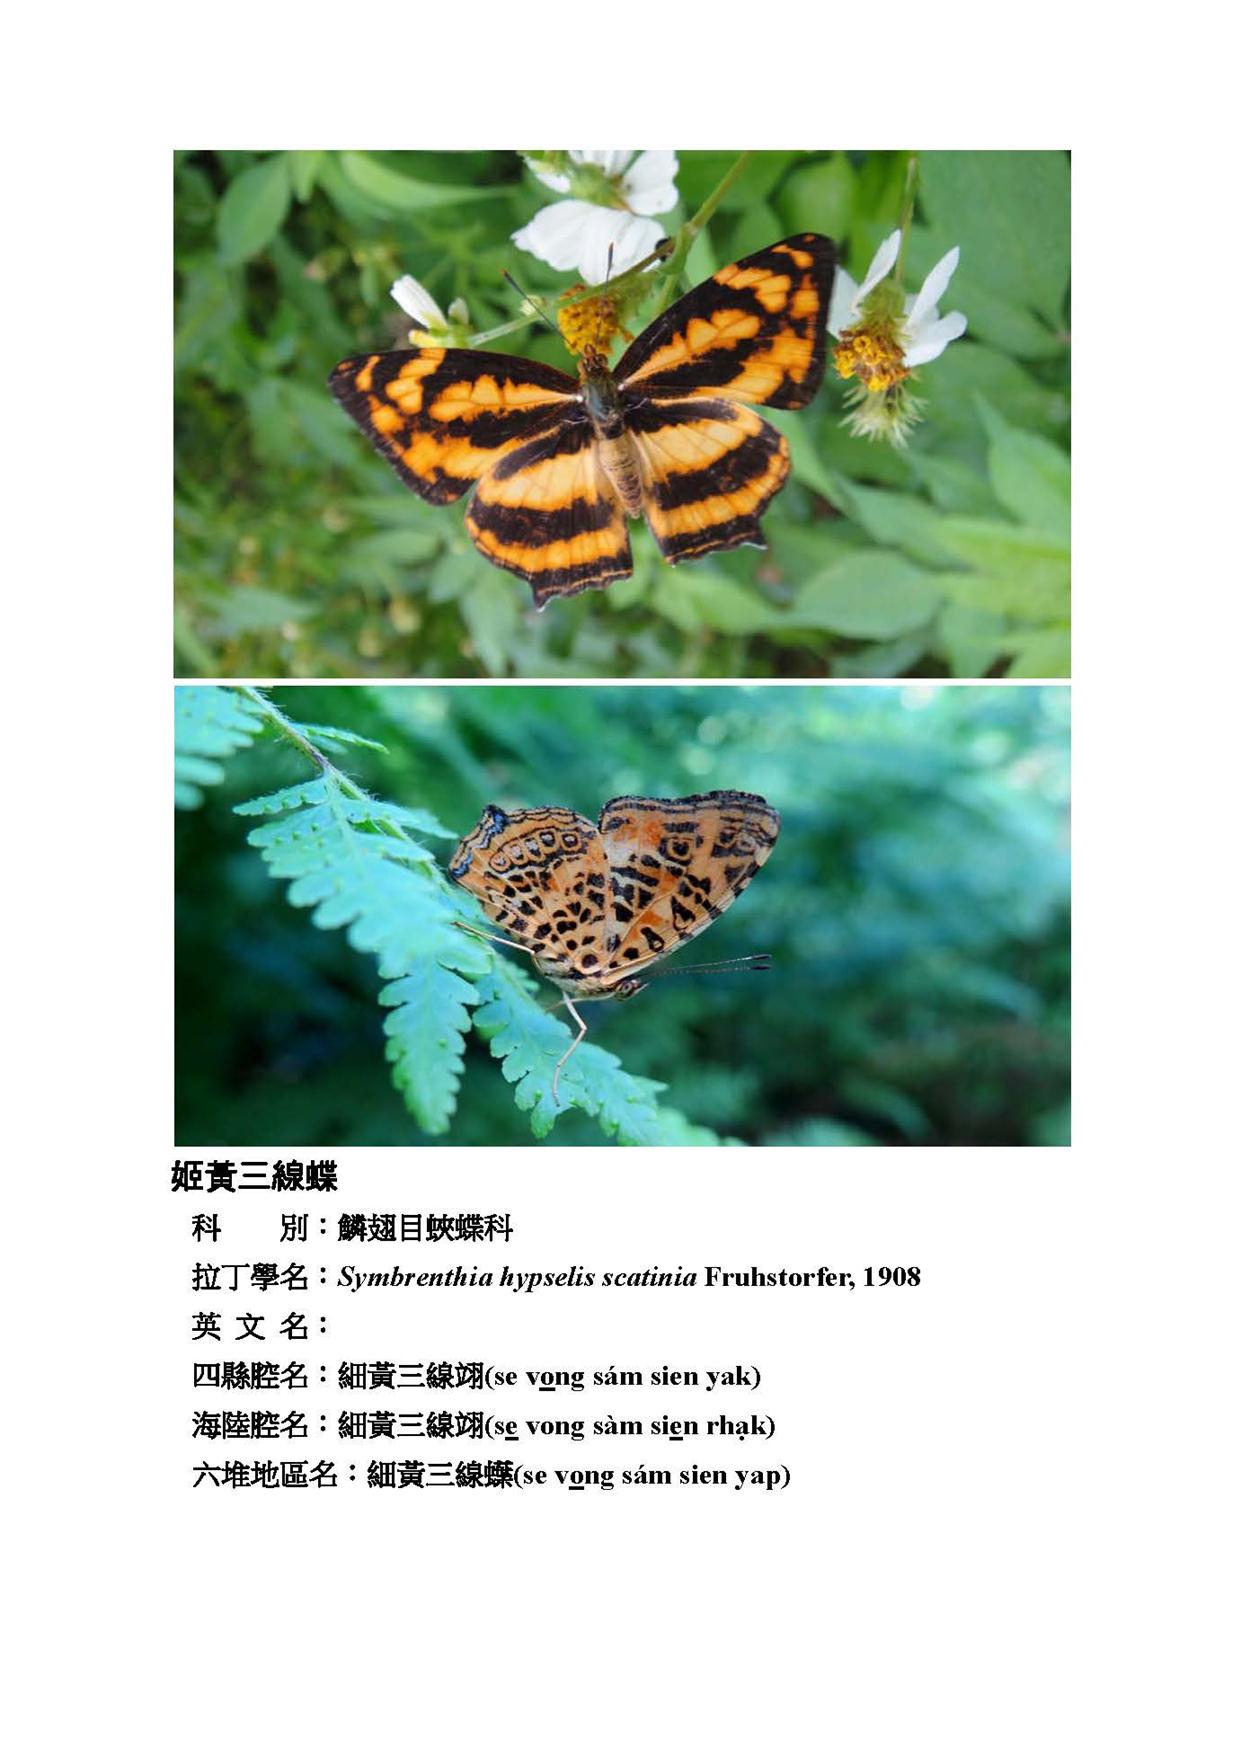 姬黃三線蝶
科　　別：鱗翅目蛺蝶科
拉丁學名：Symbrenthia hypselis scatinia Fruhstorfer, 1908
英 文 名：
四縣腔名：細黃三線翊(se vo̲ng sám sien yak)
海陸腔名：細黃三線翊(se̲ vong sàm sie̲n rhạk)
六堆地區名：細黃三線蠂(se vo̲ng sám sien yap)